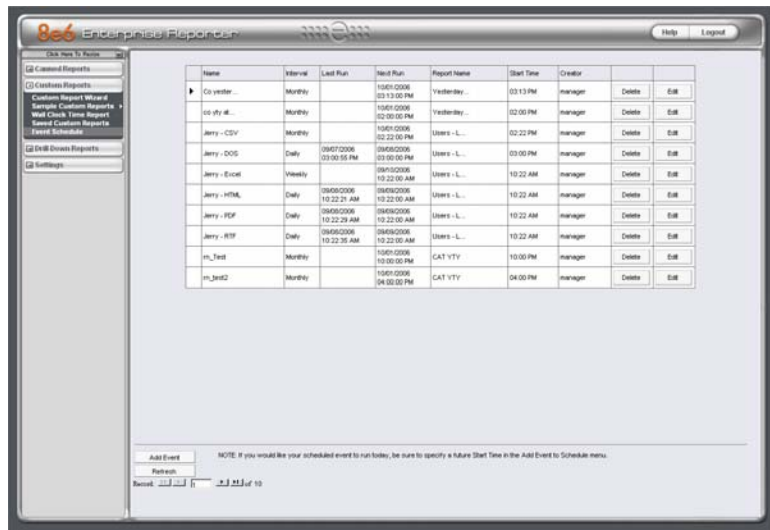 8e6 Enterprise Reporter
Help Logout
Click Here To Resize
Canned Reports
Custom Reports
Custom Report Wizard
Sample Custom Reports
Wall Clock Time Report
Saved Custom Reports
Event Schedule
Drill Down Reports
Settings
Name Interval Last Run Next Run Report Name Start Time Creator
Co yester... Monthly 10/01/2006 03:13:00 PM Yesterday... 03:13 PM manager Delete Edit
co yty all... Monthly 10/01/2006 02:00:00 PM Yesterday... 02:00 PM manager Delete Edit
Jerry - CSV Monthly 10/01/2006 02:22:00 PM Users - L... 02:22 PM manager Delete Edit
Jerry - DOS Daily 09/07/2006 03:00:55 PM 09/08/2006 03:00:00 PM Users - L... 03:00 PM manager Delete Edit
Jerry - Excel Weekly 09/10/2006 10:22:00 AM Users - L... 10:22 AM manager Delete Edit
Jerry - HTML Daily 09/08/2006 10:22:21 AM 09/09/2006 10:22:00 AM Users - L... 10:22 AM manager Delete Edit
Jerry - PDF Daily 09/08/2006 10:22:29 AM 09/09/2006 10:22:00 AM Users - L... 10:22 AM manager Delete Edit
Jerry - RTF Daily 09/08/2006 10:22:35 AM 09/09/2006 10:22:00 AM Users - L... 10:22 AM manager Delete Edit
rn_Test Monthly 10/01/2006 10:00:00 PM CAT YTY 10:00 PM manager Delete Edit
rn_test2 Monthly 10/01/2006 04:00:00 PM CAT YTY 04:00 PM manager Delete Edit
Add Event NOTE: If you would like your scheduled event to run today, be sure to specify a future Start Time in the Add Event to Schedule menu.
Refresh
Record: 1 of 10